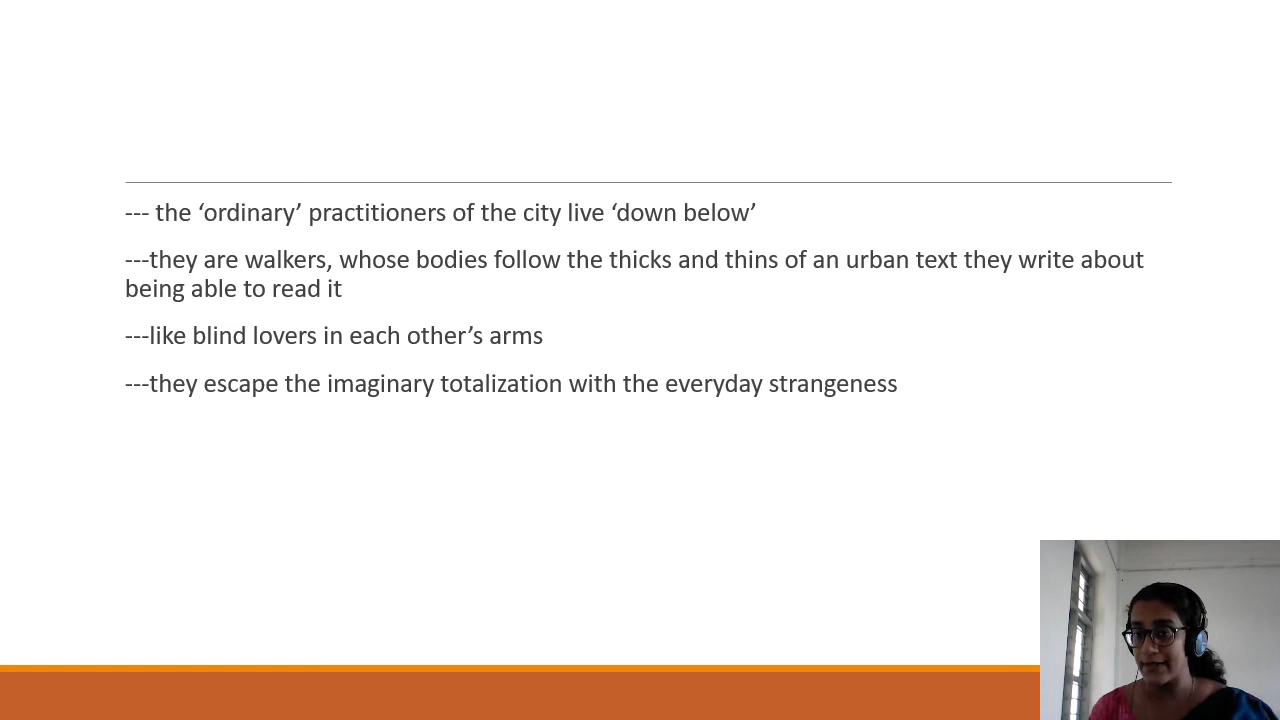 --- the ‘ordinary’ practitioners of the city live ‘down below’
---they are walkers, whose bodies follow the thicks and thins of an urban text they write about
being able to read it
---like blind lovers in each other’s arms
---they escape the imaginary totalization with the everyday strangeness